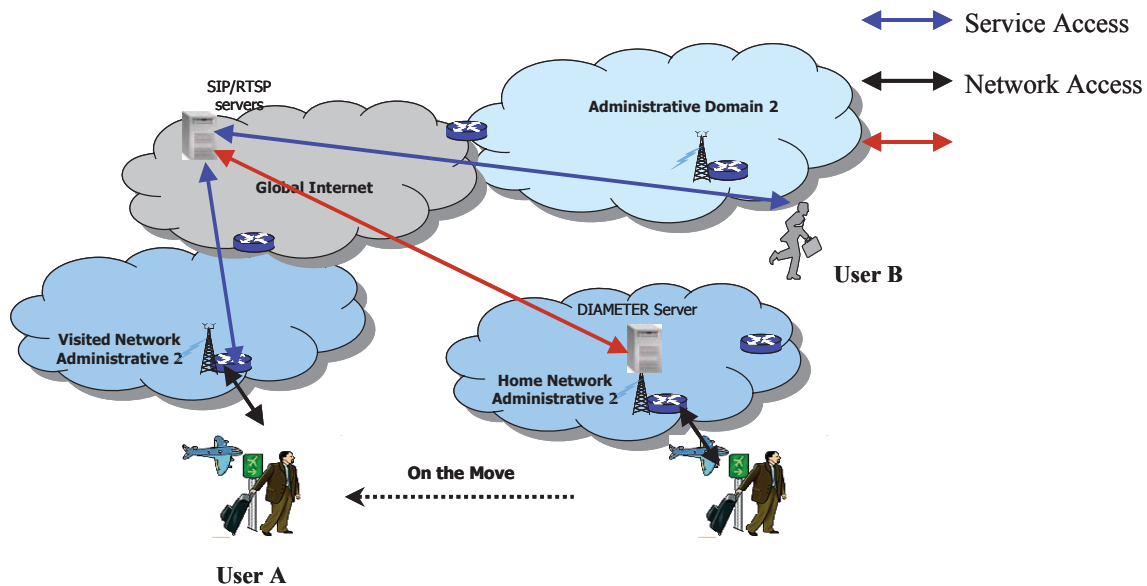 Service Access
SIP/RTSP
servers
Administrative Domain 2
Network Access
Global Internet
User B
DIAMETER Server
Visited Network
Administrative 2
Home Network
Administrative 2
On the Move
User A